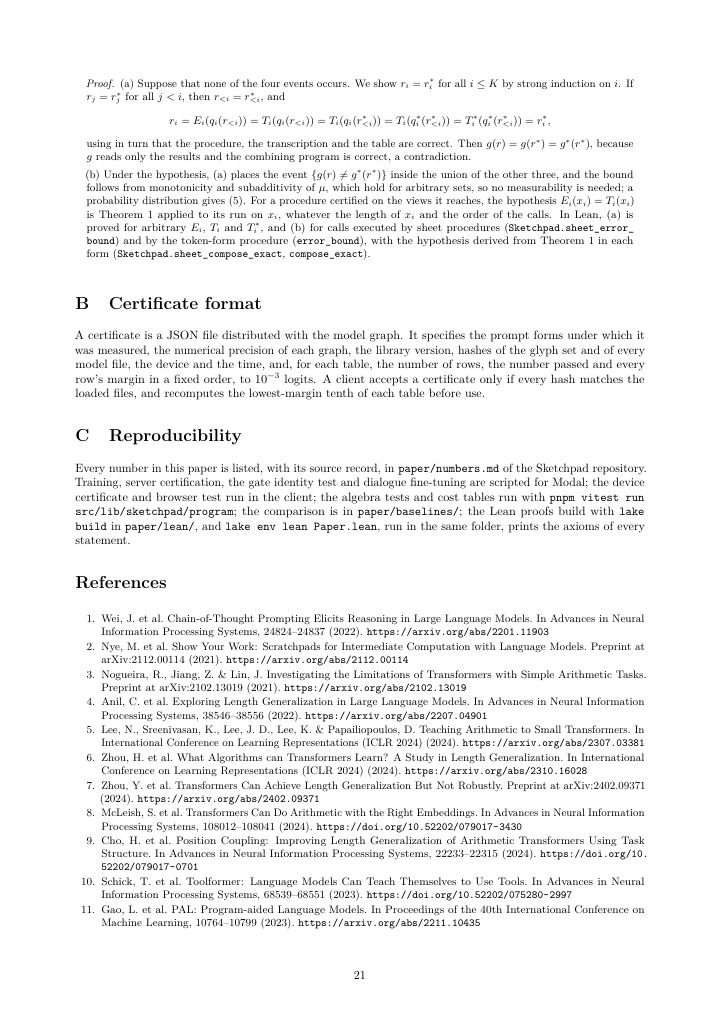 Proof. (a) Suppose that none of the four events occurs. We show r_i = r_i^* for all i ≤ K by strong induction on i. If
r_j = r_j^* for all j < i, then r_{<i} = r_{<i}^*, and
r_i = E_i(q_i(r_{<i})) = T_i(q_i(r_{<i})) = T_i(q_i(r_{<i}^*)) = T_i(q_i^*(r_{<i}^*)) = T_i^*(q_i^*(r_{<i}^*)) = r_i^*,
using in turn that the procedure, the transcription and the table are correct. Then g(r) = g(r^*) = g^*(r^*), because
g reads only the results and the combining program is correct, a contradiction.
(b) Under the hypothesis, (a) places the event {g(r) ≠ g^*(r^*)} inside the union of the other three, and the bound
follows from monotonicity and subadditivity of μ, which hold for arbitrary sets, so no measurability is needed; a
probability distribution gives (5). For a procedure certified on the views it reaches, the hypothesis E_i(x_i) = T_i(x_i)
is Theorem 1 applied to its run on x_i, whatever the length of x_i and the order of the calls. In Lean, (a) is
proved for arbitrary E_i, T_i and T_i^*, and (b) for calls executed by sheet procedures (Sketchpad.sheet_error_
bound) and by the token-form procedure (error_bound), with the hypothesis derived from Theorem 1 in each
form (Sketchpad.sheet_compose_exact, compose_exact).
B Certificate format
A certificate is a JSON file distributed with the model graph. It specifies the prompt forms under which it
was measured, the numerical precision of each graph, the library version, hashes of the glyph set and of every
model file, the device and the time, and, for each table, the number of rows, the number passed and every
row's margin in a fixed order, to 10^{-3} logits. A client accepts a certificate only if every hash matches the
loaded files, and recomputes the lowest-margin tenth of each table before use.
C Reproducibility
Every number in this paper is listed, with its source record, in paper/numbers.md of the Sketchpad repository.
Training, server certification, the gate identity test and dialogue fine-tuning are scripted for Modal; the device
certificate and browser test run in the client; the algebra tests and cost tables run with pnpm vitest run
src/lib/sketchpad/program; the comparison is in paper/baselines/; the Lean proofs build with lake
build in paper/lean/, and lake env lean Paper.lean, run in the same folder, prints the axioms of every
statement.
References
1. Wei, J. et al. Chain-of-Thought Prompting Elicits Reasoning in Large Language Models. In Advances in Neural
Information Processing Systems, 24824–24837 (2022). https://arxiv.org/abs/2201.11903
2. Nye, M. et al. Show Your Work: Scratchpads for Intermediate Computation with Language Models. Preprint at
arXiv:2112.00114 (2021). https://arxiv.org/abs/2112.00114
3. Nogueira, R., Jiang, Z. & Lin, J. Investigating the Limitations of Transformers with Simple Arithmetic Tasks.
Preprint at arXiv:2102.13019 (2021). https://arxiv.org/abs/2102.13019
4. Anil, C. et al. Exploring Length Generalization in Large Language Models. In Advances in Neural Information
Processing Systems, 38546–38556 (2022). https://arxiv.org/abs/2207.04901
5. Lee, N., Sreenivasan, K., Lee, J. D., Lee, K. & Papailiopoulos, D. Teaching Arithmetic to Small Transformers. In
International Conference on Learning Representations (ICLR 2024) (2024). https://arxiv.org/abs/2307.03381
6. Zhou, H. et al. What Algorithms can Transformers Learn? A Study in Length Generalization. In International
Conference on Learning Representations (ICLR 2024) (2024). https://arxiv.org/abs/2310.16028
7. Zhou, Y. et al. Transformers Can Achieve Length Generalization But Not Robustly. Preprint at arXiv:2402.09371
(2024). https://arxiv.org/abs/2402.09371
8. McLeish, S. et al. Transformers Can Do Arithmetic with the Right Embeddings. In Advances in Neural Information
Processing Systems, 108012–108041 (2024). https://doi.org/10.52202/079017-3430
9. Cho, H. et al. Position Coupling: Improving Length Generalization of Arithmetic Transformers Using Task
Structure. In Advances in Neural Information Processing Systems, 22233–22315 (2024). https://doi.org/10.
52202/079017-0701
10. Schick, T. et al. Toolformer: Language Models Can Teach Themselves to Use Tools. In Advances in Neural
Information Processing Systems, 68539–68551 (2023). https://doi.org/10.52202/075280-2997
11. Gao, L. et al. PAL: Program-aided Language Models. In Proceedings of the 40th International Conference on
Machine Learning, 10764–10799 (2023). https://arxiv.org/abs/2211.10435
21